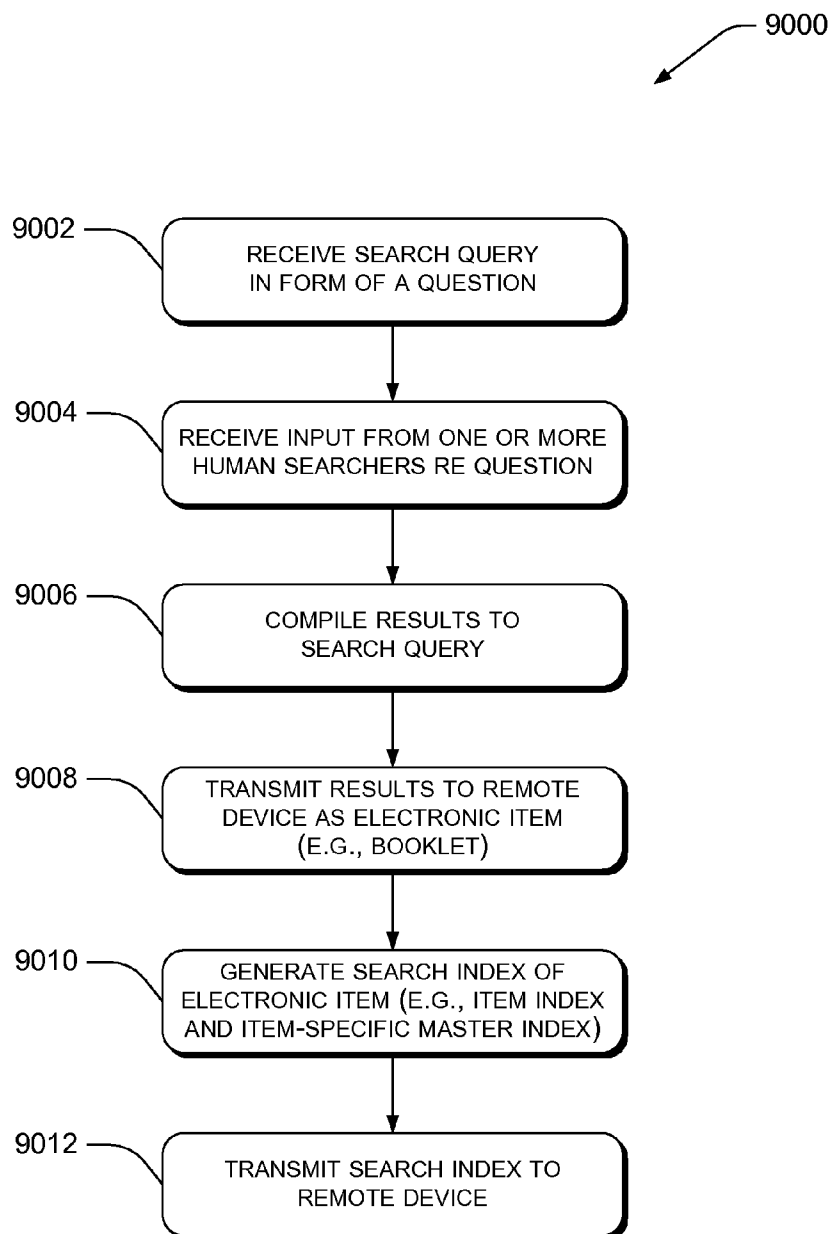 9000
9002
RECEIVE SEARCH QUERY
IN FORM OF A QUESTION
9004
RECEIVE INPUT FROM ONE OR MORE
HUMAN SEARCHERS RE QUESTION
9006
COMPILE RESULTS TO
SEARCH QUERY
9008
TRANSMIT RESULTS TO REMOTE
DEVICE AS ELECTRONIC ITEM
(E.G., BOOKLET)
9010
GENERATE SEARCH INDEX OF
ELECTRONIC ITEM (E.G., ITEM INDEX
AND ITEM-SPECIFIC MASTER INDEX)
9012
TRANSMIT SEARCH INDEX TO
REMOTE DEVICE